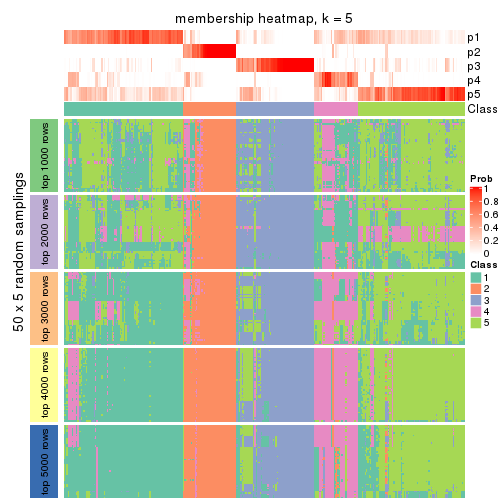 membership heatmap, k = 5
p1
p2
p3
p4
p5
Class
50 x 5 random samplings
top 1000 rows
top 2000 rows
top 3000 rows
top 4000 rows
top 5000 rows
Prob
1
0.8
0.6
0.4
0.2
0
Class
1
2
3
4
5